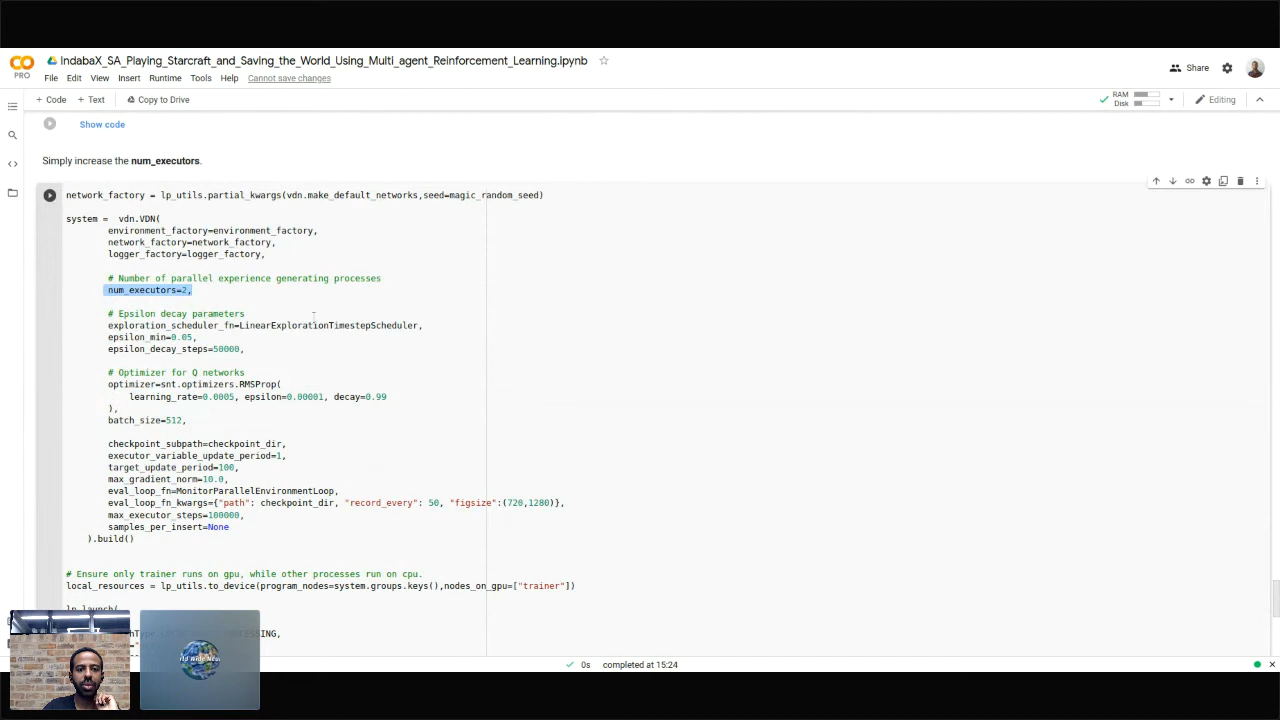 CO
PRO
IndabaX_SA_Playing_Starcraft_and_Saving_the_World_Using_Multi_agent_Reinforcement_Learning.ipynb
File Edit View Insert Runtime Tools Help Cannot save changes
Share
+ Code + Text Copy to Drive
RAM
Disk
Editing
Show code
Simply increase the num_executors.
network_factory = lp_utils.partial_kwargs(vdn.make_default_networks,seed=magic_random_seed)
system = vdn.VDN(
environment_factory=environment_factory,
network_factory=network_factory,
logger_factory=logger_factory,
# Number of parallel experience generating processes
num_executors=2,
# Epsilon decay parameters
exploration_scheduler_fn=LinearExplorationTimestepScheduler,
epsilon_min=0.05,
epsilon_decay_steps=50000,
# Optimizer for Q networks
optimizer=snt.optimizers.RMSProp(
learning_rate=0.0005, epsilon=0.00001, decay=0.99
),
batch_size=512,
checkpoint_subpath=checkpoint_dir,
executor_variable_update_period=1,
target_update_period=100,
max_gradient_norm=10.0,
eval_loop_fn=MonitorParallelEnvironmentLoop,
eval_loop_fn_kwargs={"path": checkpoint_dir, "record_every": 50, "figsize":(720,1280)},
max_executor_steps=100000,
samples_per_insert=None
).build()
# Ensure only trainer runs on gpu, while other processes run on cpu.
local_resources = lp_utils.to_device(program_nodes=system.groups.keys(),nodes_on_gpu=["trainer"])
0s completed at 15:24